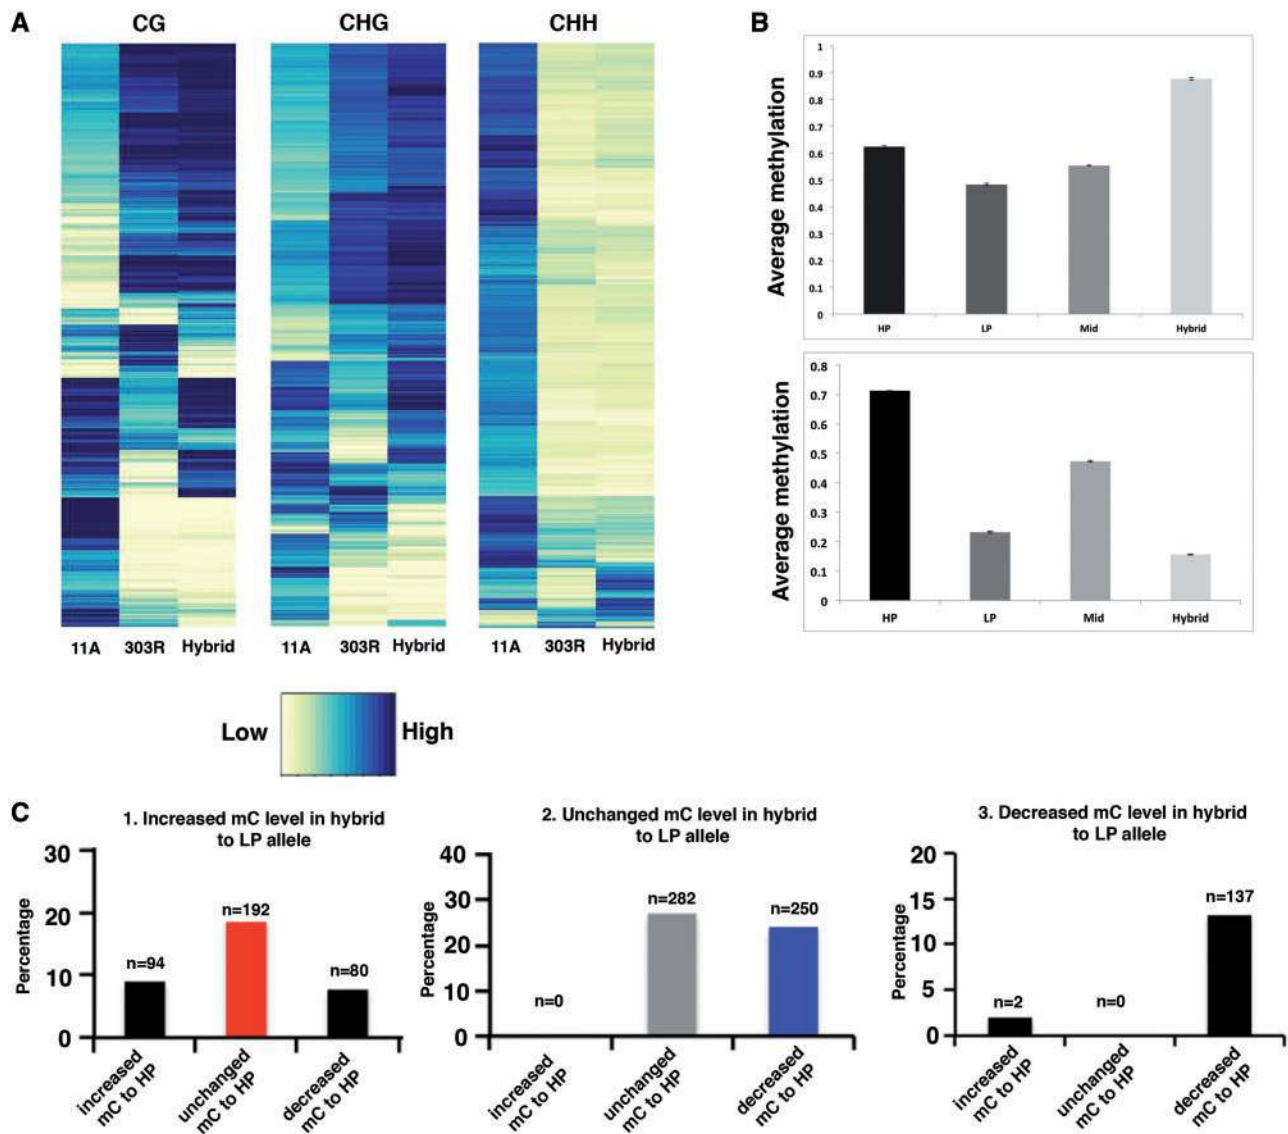 A
CG
CHG
CHH
11A 303R Hybrid
11A 303R Hybrid
11A 303R Hybrid
Low
High
B
Average methylation
1
0.9
0.8
0.7
0.6
0.5
0.4
0.3
0.2
0.1
0
HP LP Mid Hybrid
Average methylation
0.8
0.7
0.6
0.5
0.4
0.3
0.2
0.1
0
HP LP Mid Hybrid
C
1. Increased mC level in hybrid
to LP allele
Percentage
30
20
10
0
n=94
n=192
n=80
increased
mC to HP
unchanged
mC to HP
decreased
mC to HP
2. Unchanged mC level in hybrid
to LP allele
Percentage
40
30
20
10
0
n=0
n=282
n=250
increased
mC to HP
unchanged
mC to HP
decreased
mC to HP
3. Decreased mC level in hybrid
to LP allele
Percentage
20
15
10
5
0
n=2
n=0
n=137
increased
mC to HP
unchanged
mC to HP
decreased
mC to HP